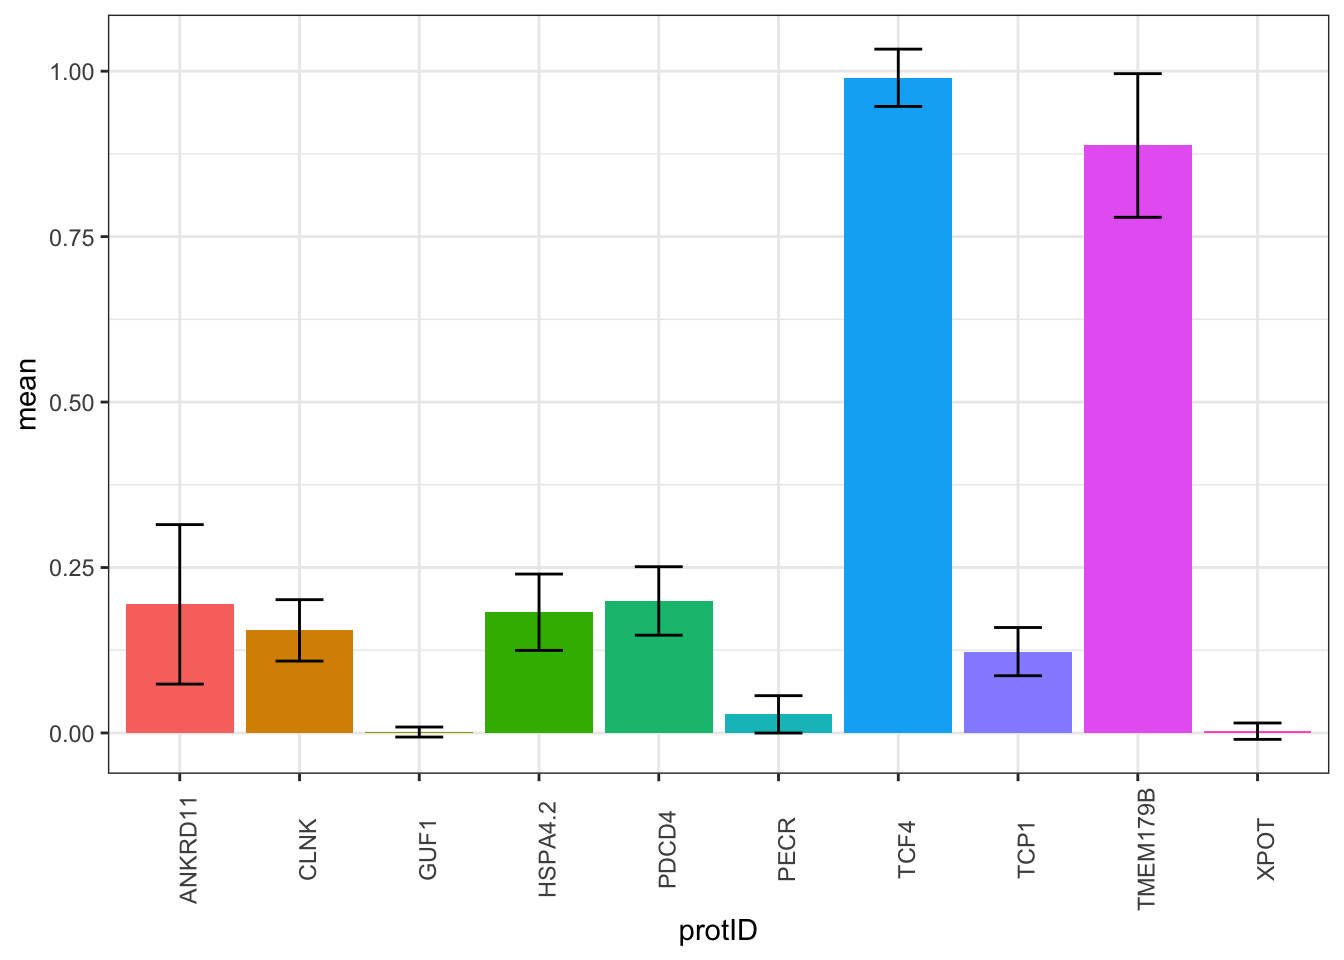 1.00
0.75
0.50
0.25
0.00
mean
ANKRD11
CLNK
GUF1
HSPA4.2
PDCD4
PECR
TCF4
TCP1
TMEM179B
XPOT
protID